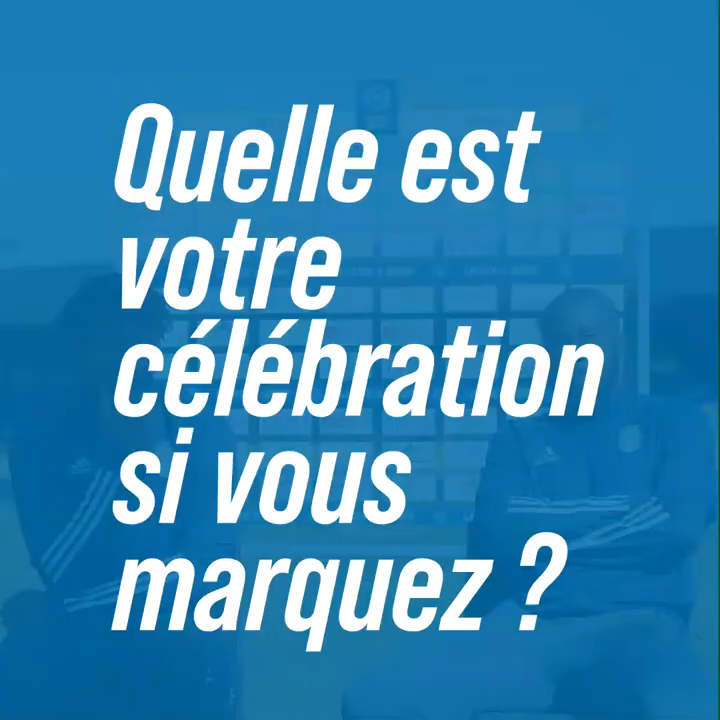 Quelle est
votre
célébration
si vous
marquez ?